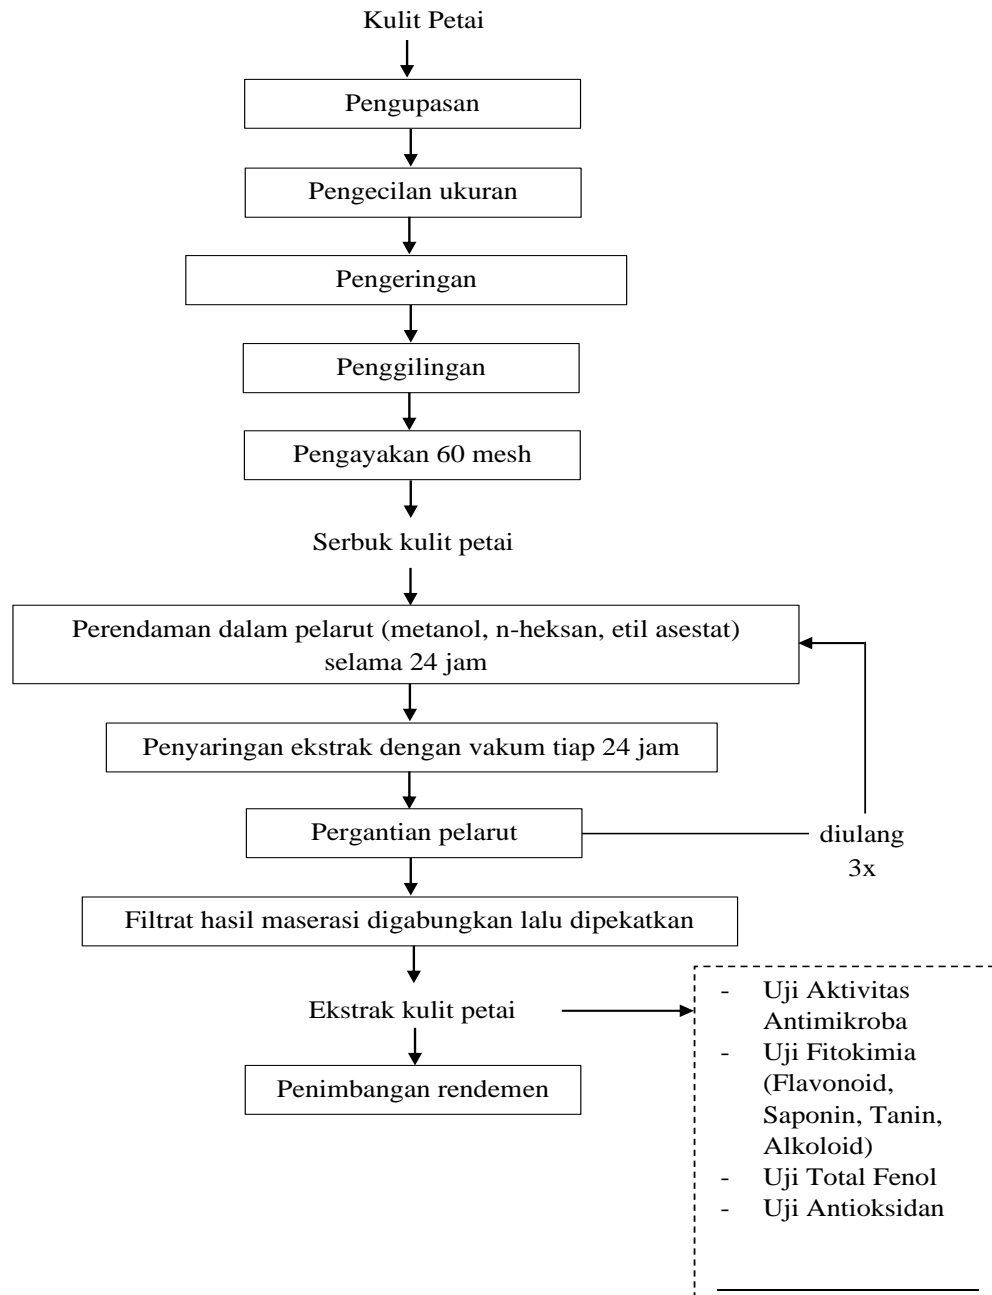 Kulit Petai
Pengupasan
Pengecilan ukuran
Pengeringan
Penggilingan
Pengayakan 60 mesh
Serbuk kulit petai
Perendaman dalam pelarut (metanol, n-heksan, etil asestat)
selama 24 jam
Penyaringan ekstrak dengan vakum tiap 24 jam
Pergantian pelarut
diulang
3x
Filtrat hasil maserasi digabungkan lalu dipekatkan
Ekstrak kulit petai
- Uji Aktivitas
Antimikroba
- Uji Fitokimia
(Flavonoid,
Saponin, Tanin,
Alkoloid)
- Uji Total Fenol
- Uji Antioksidan
Penimbangan rendemen